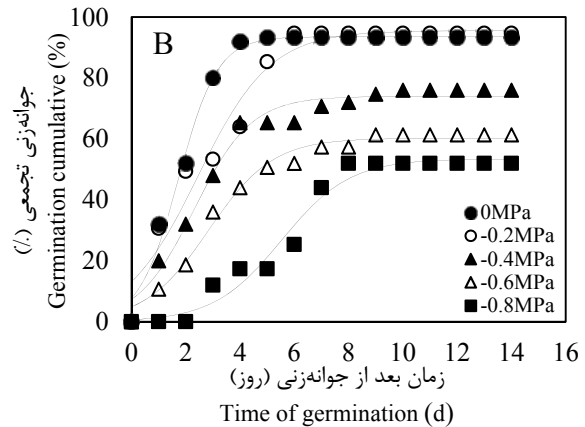 B
جوانه‌زنی تجمعی (٪)
Germination cumulative (%)
100
80
60
40
20
0
0MPa
-0.2MPa
-0.4MPa
-0.6MPa
-0.8MPa
0 2 4 6 8 10 12 14 16
زمان بعد از جوانه‌زنی (روز)
Time of germination (d)